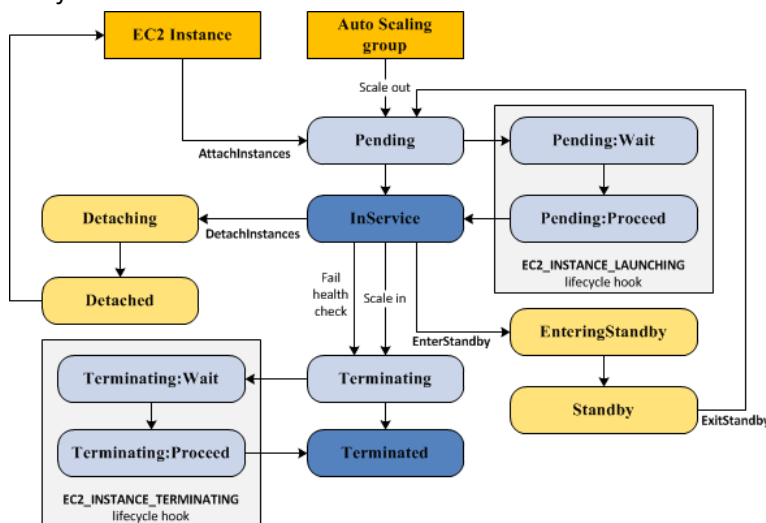 EC2 Instance
Auto Scaling
group
Scale out
AttachInstances
Pending
Pending:Wait
Detaching
DetachInstances
InService
Pending:Proceed
EC2_INSTANCE_LAUNCHING
lifecycle hook
Detached
Fail
health
check
Scale in
EnterStandby
EnteringStandby
Terminating:Wait
Terminating
Standby
ExitStandby
Terminating:Proceed
Terminated
EC2_INSTANCE_TERMINATING
lifecycle hook